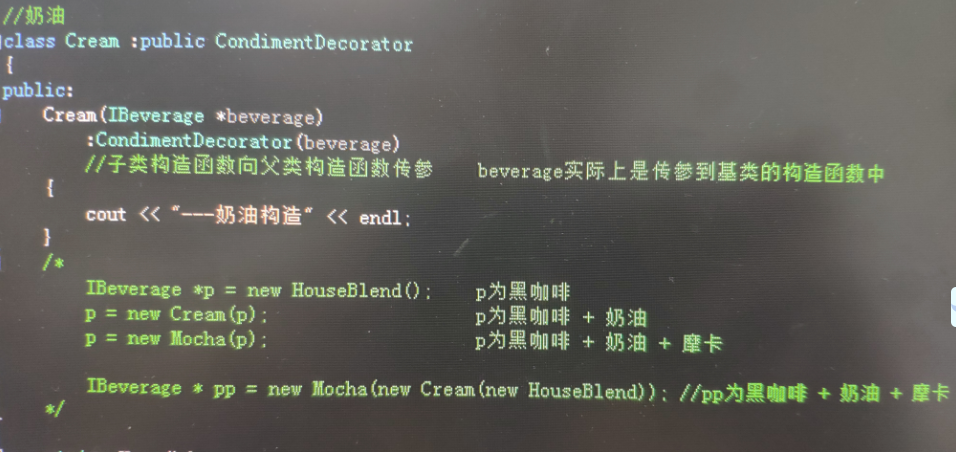 //奶油
class Cream :public CondimentDecorator
{
public:
Cream(IBeverage *beverage)
:CondimentDecorator(beverage)
//子类构造函数向父类构造函数传参 beverage实际上是传参到基类的构造函数中
{
cout << "---奶油构造" << endl;
}
/*
IBeverage *p = new HouseBlend(); p为黑咖啡
p = new Cream(p); p为黑咖啡 + 奶油
p = new Mocha(p); p为黑咖啡 + 奶油 + 摩卡
IBeverage * pp = new Mocha(new Cream(new HouseBlend)); //pp为黑咖啡 + 奶油 + 摩卡
*/